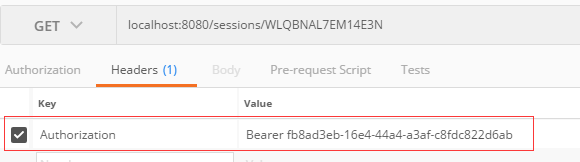 GET localhost:8080/sessions/WLQBNAL7EM14E3N
Authorization Headers (1) Body Pre-request Script Tests
Key Value
Authorization Bearer fb8ad3eb-16e4-44a4-a3af-c8fdc822d6ab